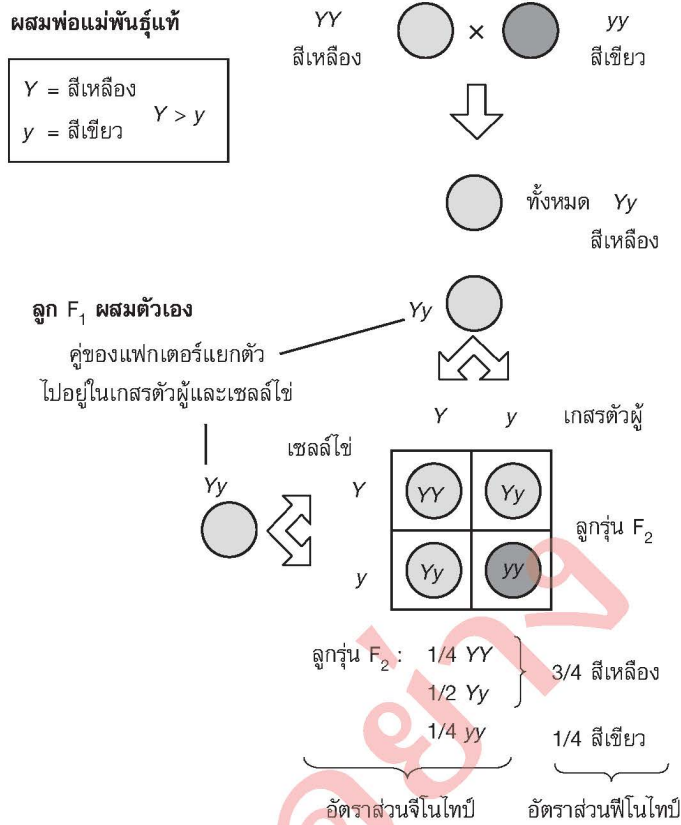 ผสมพ่อแม่พันธุ์แท้
YY × yy
สีเหลือง สีเขียว
Y = สีเหลือง
Y > y
y = สีเขียว
ทั้งหมด Yy
สีเหลือง
ลูก F1 ผสมตัวเอง
Yy
คู่ของแฟกเตอร์แยกตัว
ไปอยู่ในเกสรตัวผู้และเซลล์ไข่
Y y เกสรตัวผู้
เซลล์ไข่
Yy
Y YY Yy
ลูกรุ่น F2
y Yy yy
ลูกรุ่น F2 : 1/4 YY
3/4 สีเหลือง
1/2 Yy
1/4 yy 1/4 สีเขียว
อัตราส่วนจีโนไทป์ อัตราส่วนฟีโนไทป์